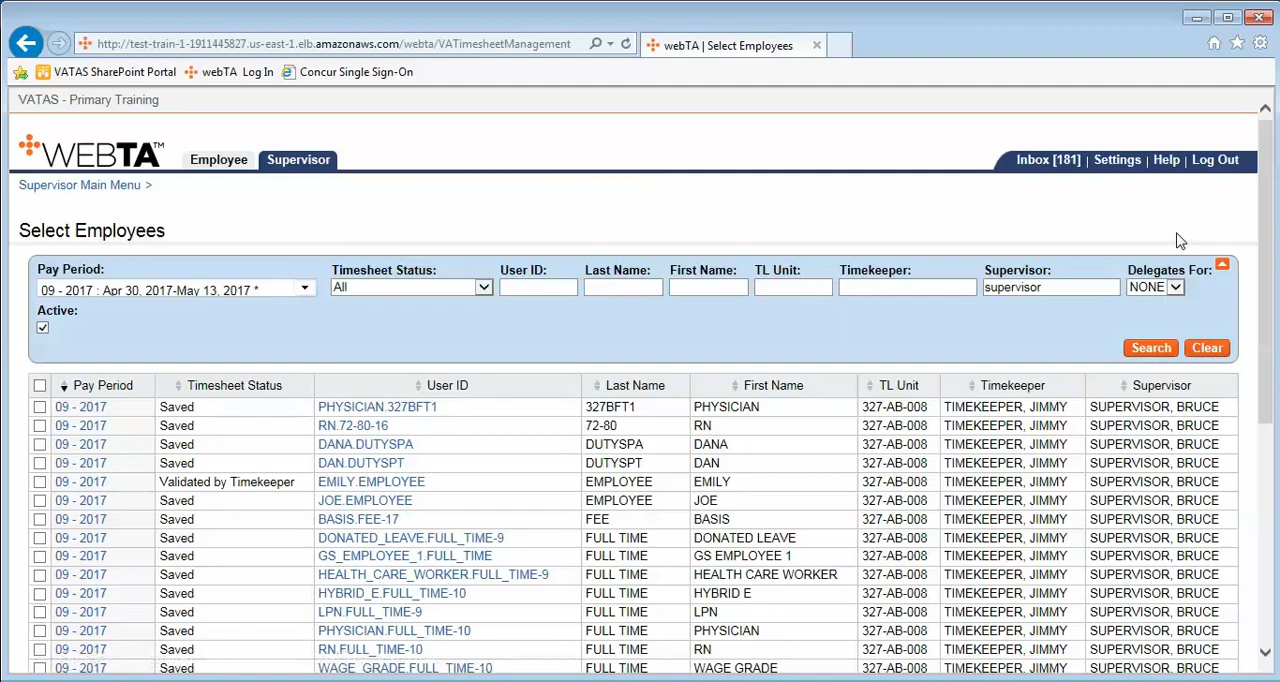 http://test-train-1-1911445827.us-east-1.elb.amazonaws.com/webta/VATimesheetManagement
webTA | Select Employees
VATAS SharePoint Portal webTA Log In Concur Single Sign-On
VATAS - Primary Training
WEBTA™ Employee Supervisor Inbox [181] | Settings | Help | Log Out
Supervisor Main Menu >
Select Employees
Pay Period: Timesheet Status: User ID: Last Name: First Name: TL Unit: Timekeeper: Supervisor: Delegates For:
09 - 2017 : Apr 30, 2017-May 13, 2017 * All supervisor NONE
Active:
Search Clear
Pay Period Timesheet Status User ID Last Name First Name TL Unit Timekeeper Supervisor
09 - 2017 Saved PHYSICIAN.327BFT1 327BFT1 PHYSICIAN 327-AB-008 TIMEKEEPER, JIMMY SUPERVISOR, BRUCE
09 - 2017 Saved RN.72-80-16 72-80 RN 327-AB-008 TIMEKEEPER, JIMMY SUPERVISOR, BRUCE
09 - 2017 Saved DANA.DUTYSPA DUTYSPA DANA 327-AB-008 TIMEKEEPER, JIMMY SUPERVISOR, BRUCE
09 - 2017 Saved DAN.DUTYSPT DUTYSPT DAN 327-AB-008 TIMEKEEPER, JIMMY SUPERVISOR, BRUCE
09 - 2017 Validated by Timekeeper EMILY.EMPLOYEE EMPLOYEE EMILY 327-AB-008 TIMEKEEPER, JIMMY SUPERVISOR, BRUCE
09 - 2017 Saved JOE.EMPLOYEE EMPLOYEE JOE 327-AB-008 TIMEKEEPER, JIMMY SUPERVISOR, BRUCE
09 - 2017 Saved BASIS.FEE-17 FEE BASIS 327-AB-008 TIMEKEEPER, JIMMY SUPERVISOR, BRUCE
09 - 2017 Saved DONATED_LEAVE.FULL_TIME-9 FULL TIME DONATED LEAVE 327-AB-008 TIMEKEEPER, JIMMY SUPERVISOR, BRUCE
09 - 2017 Saved GS_EMPLOYEE_1.FULL_TIME FULL TIME GS EMPLOYEE 1 327-AB-008 TIMEKEEPER, JIMMY SUPERVISOR, BRUCE
09 - 2017 Saved HEALTH_CARE_WORKER.FULL_TIME-9 FULL TIME HEALTH CARE WORKER 327-AB-008 TIMEKEEPER, JIMMY SUPERVISOR, BRUCE
09 - 2017 Saved HYBRID_E.FULL_TIME-10 FULL TIME HYBRID E 327-AB-008 TIMEKEEPER, JIMMY SUPERVISOR, BRUCE
09 - 2017 Saved LPN.FULL_TIME-9 FULL TIME LPN 327-AB-008 TIMEKEEPER, JIMMY SUPERVISOR, BRUCE
09 - 2017 Saved PHYSICIAN.FULL_TIME-10 FULL TIME PHYSICIAN 327-AB-008 TIMEKEEPER, JIMMY SUPERVISOR, BRUCE
09 - 2017 Saved RN.FULL_TIME-10 FULL TIME RN 327-AB-008 TIMEKEEPER, JIMMY SUPERVISOR, BRUCE
09 - 2017 Saved WAGE_GRADE.FULL_TIME-10 FULL TIME WAGE GRADE 327-AB-008 TIMEKEEPER, JIMMY SUPERVISOR, BRUCE